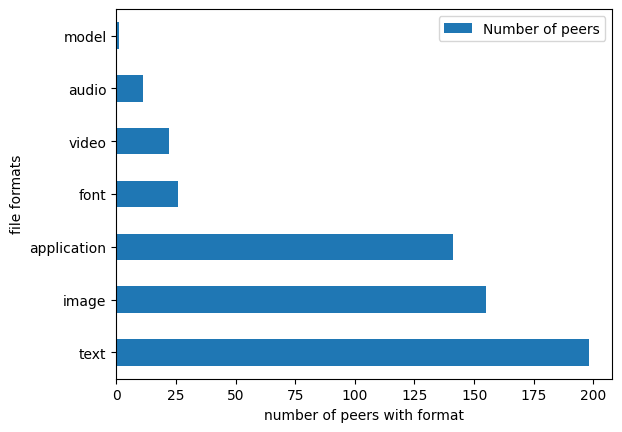 Number of peers
model
audio
video
font
application
image
text
file formats
0 25 50 75 100 125 150 175 200
number of peers with format